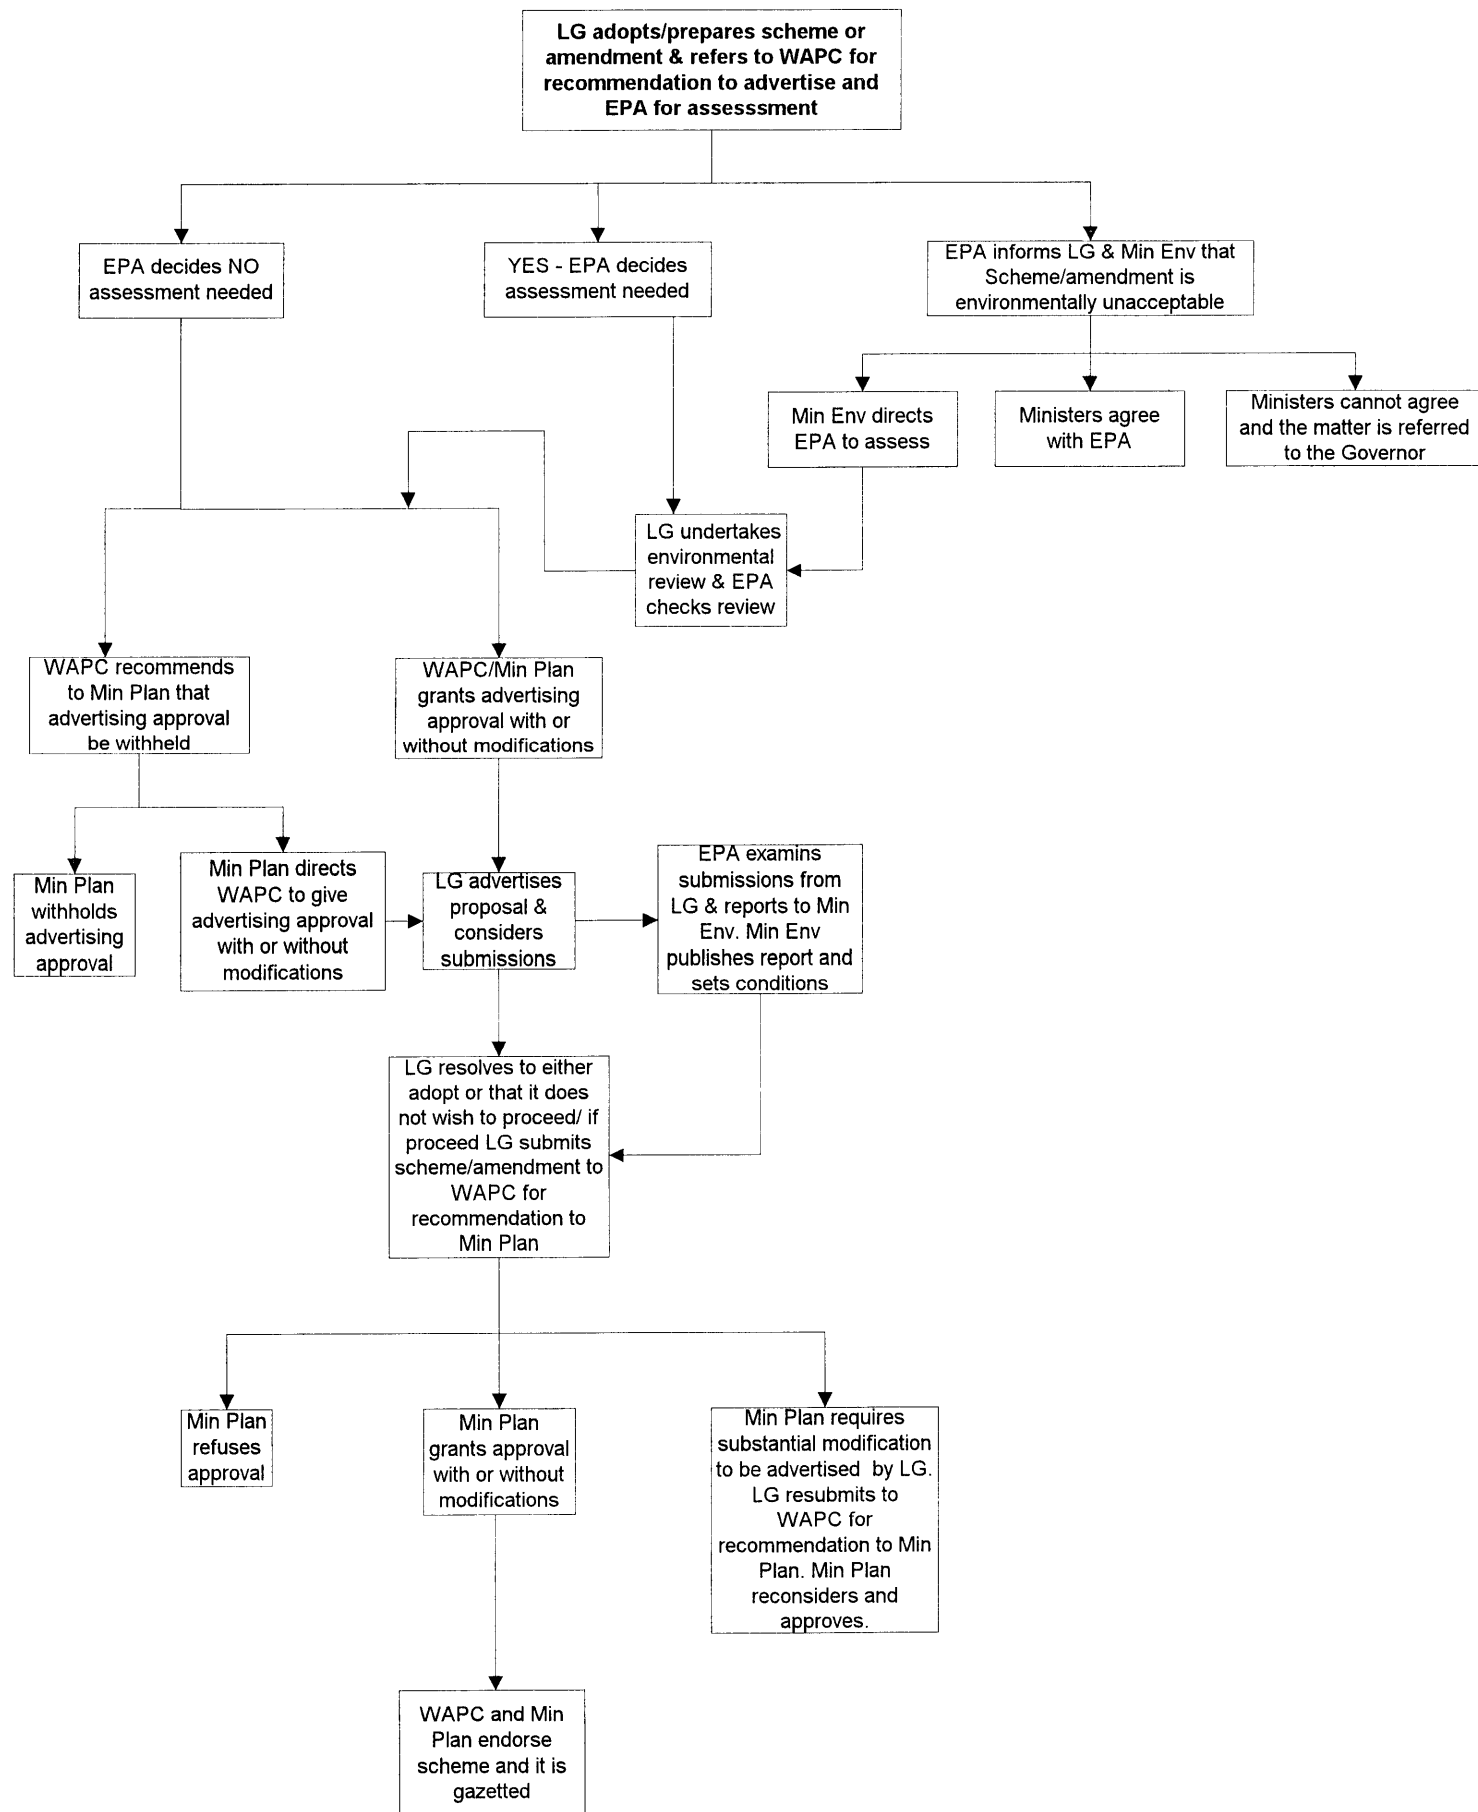 LG adopts/prepares scheme or
amendment & refers to WAPC for
recommendation to advertise and
EPA for assesssment
EPA decides NO
assessment needed
YES - EPA decides
assessment needed
EPA informs LG & Min Env that
Scheme/amendment is
environmentally unacceptable
Min Env directs
EPA to assess
Ministers agree
with EPA
Ministers cannot agree
and the matter is referred
to the Governor
LG undertakes
environmental
review & EPA
checks review
WAPC recommends
to Min Plan that
advertising approval
be withheld
WAPC/Min Plan
grants advertising
approval with or
without modifications
Min Plan
withholds
advertising
approval
Min Plan directs
WAPC to give
advertising approval
with or without
modifications
LG advertises
proposal &
considers
submissions
EPA examines
submissions from
LG & reports to Min
Env. Min Env
publishes report and
sets conditions
LG resolves to either
adopt or that it does
not wish to proceed/ if
proceed LG submits
scheme/amendment to
WAPC for
recommendation to
Min Plan
Min Plan
refuses
approval
Min Plan
grants approval
with or without
modifications
Min Plan requires
substantial modification
to be advertised by LG.
LG resubmits to
WAPC for
recommendation to Min
Plan. Min Plan
reconsiders and
approves.
WAPC and Min
Plan endorse
scheme and it is
gazetted